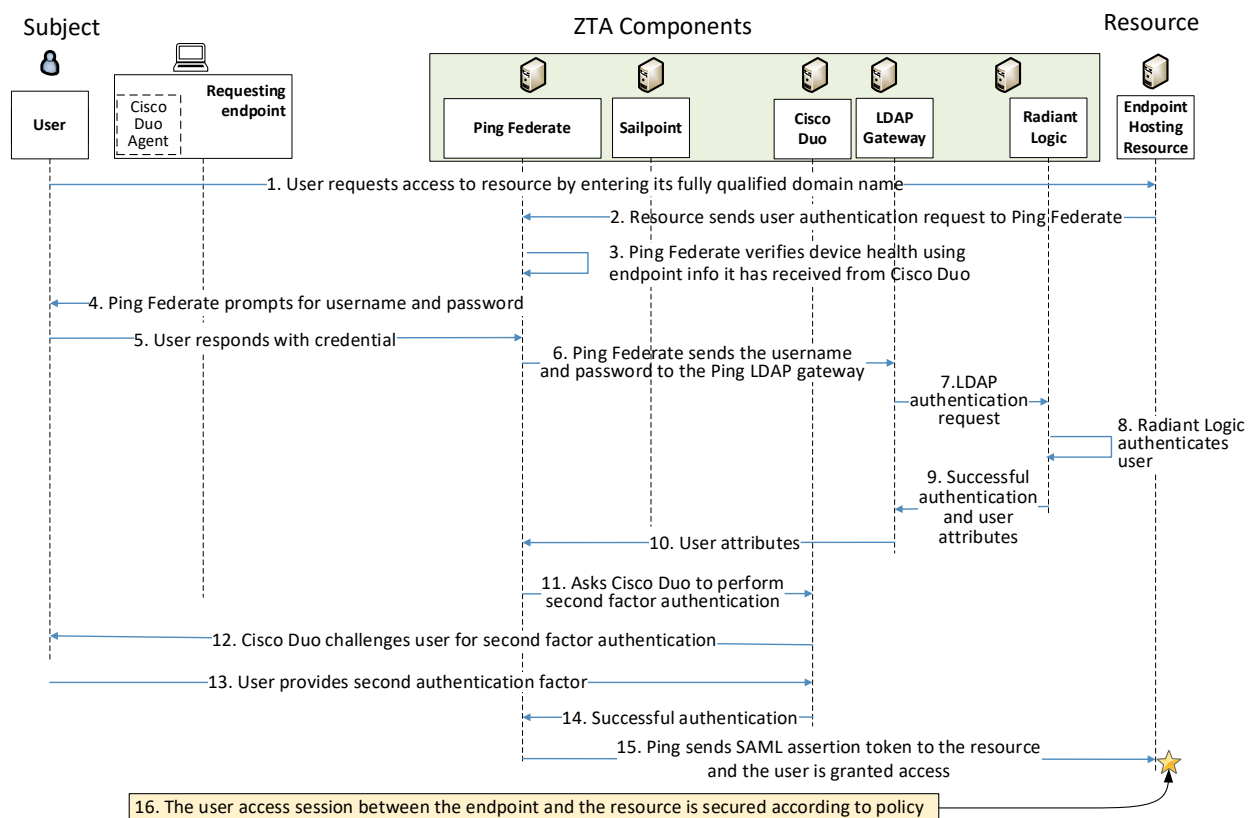 Subject
ZTA Components
Resource
User
Cisco
Duo
Agent
Requesting
endpoint
Ping Federate
Sailpoint
Cisco
Duo
LDAP
Gateway
Radiant
Logic
Endpoint
Hosting
Resource
1. User requests access to resource by entering its fully qualified domain name
2. Resource sends user authentication request to Ping Federate
3. Ping Federate verifies device health using
endpoint info it has received from Cisco Duo
4. Ping Federate prompts for username and password
5. User responds with credential
6. Ping Federate sends the username
and password to the Ping LDAP gateway
7.LDAP
authentication
request
8. Radiant Logic
authenticates
user
9. Successful
authentication
and user
attributes
10. User attributes
11. Asks Cisco Duo to perform
second factor authentication
12. Cisco Duo challenges user for second factor authentication
13. User provides second authentication factor
14. Successful authentication
15. Ping sends SAML assertion token to the resource
and the user is granted access
16. The user access session between the endpoint and the resource is secured according to policy